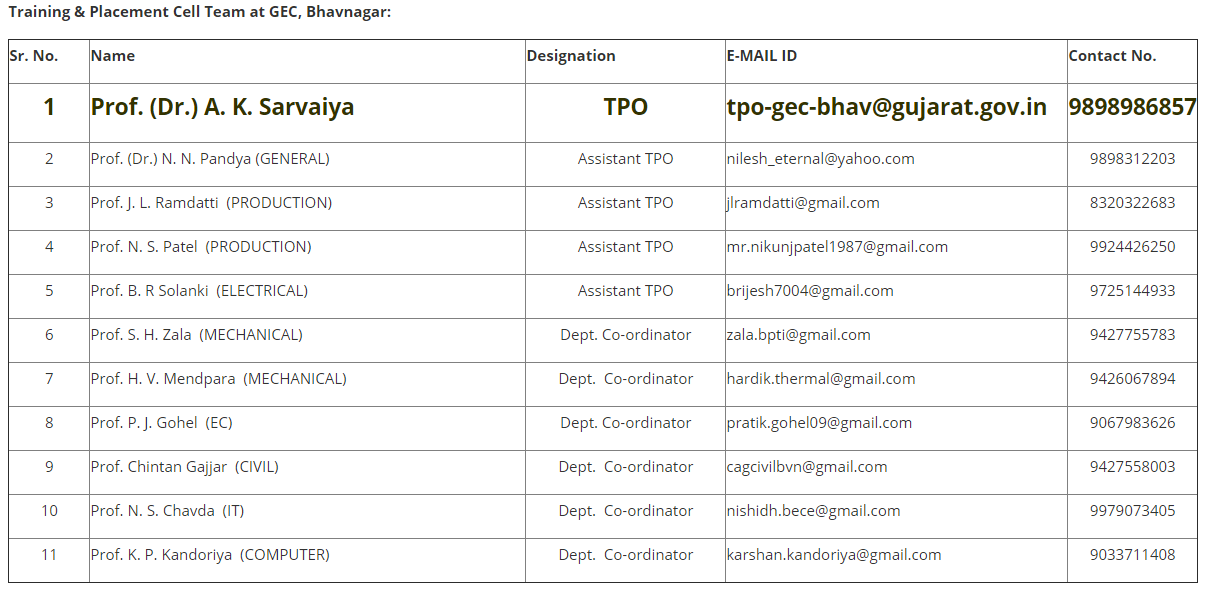 Training & Placement Cell Team at GEC, Bhavnagar:
Sr. No. Name Designation E-MAIL ID Contact No.
1 Prof. (Dr.) A. K. Sarvaiya TPO tpo-gec-bhav@gujarat.gov.in 9898986857
2 Prof. (Dr.) N. N. Pandya (GENERAL) Assistant TPO nilesh_eternal@yahoo.com 9898312203
3 Prof. J. L. Ramdatti (PRODUCTION) Assistant TPO jlramdatti@gmail.com 8320322683
4 Prof. N. S. Patel (PRODUCTION) Assistant TPO mr.nikunjpatel1987@gmail.com 9924426250
5 Prof. B. R Solanki (ELECTRICAL) Assistant TPO brijesh7004@gmail.com 9725144933
6 Prof. S. H. Zala (MECHANICAL) Dept. Co-ordinator zala.bpti@gmail.com 9427755783
7 Prof. H. V. Mendpara (MECHANICAL) Dept. Co-ordinator hardik.thermal@gmail.com 9426067894
8 Prof. P. J. Gohel (EC) Dept. Co-ordinator pratik.gohel09@gmail.com 9067983626
9 Prof. Chintan Gajjar (CIVIL) Dept. Co-ordinator cagcivilbvn@gmail.com 9427558003
10 Prof. N. S. Chavda (IT) Dept. Co-ordinator nishidh.bece@gmail.com 9979073405
11 Prof. K. P. Kandoriya (COMPUTER) Dept. Co-ordinator karshan.kandoriya@gmail.com 9033711408